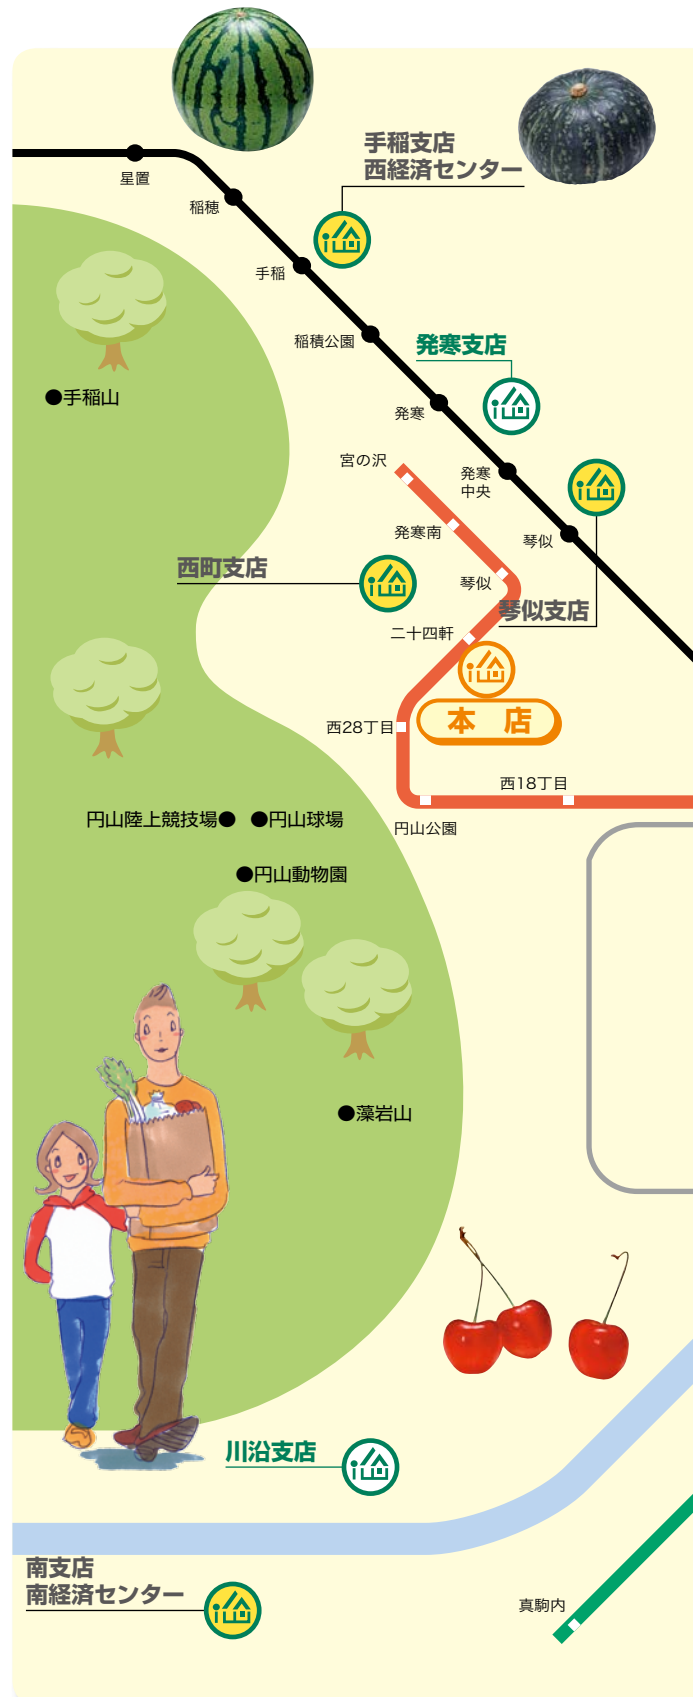 手稲支店
西経済センター
星置
稲穂
手稲
稲積公園
発寒支店
●手稲山
発寒
宮の沢
発寒
中央
発寒南
琴似
西町支店
琴似
琴似支店
二十四軒
本 店
西28丁目
西18丁目
円山陸上競技場● ●円山球場
円山公園
●円山動物園
●藻岩山
川沿支店
南支店
南経済センター
真駒内